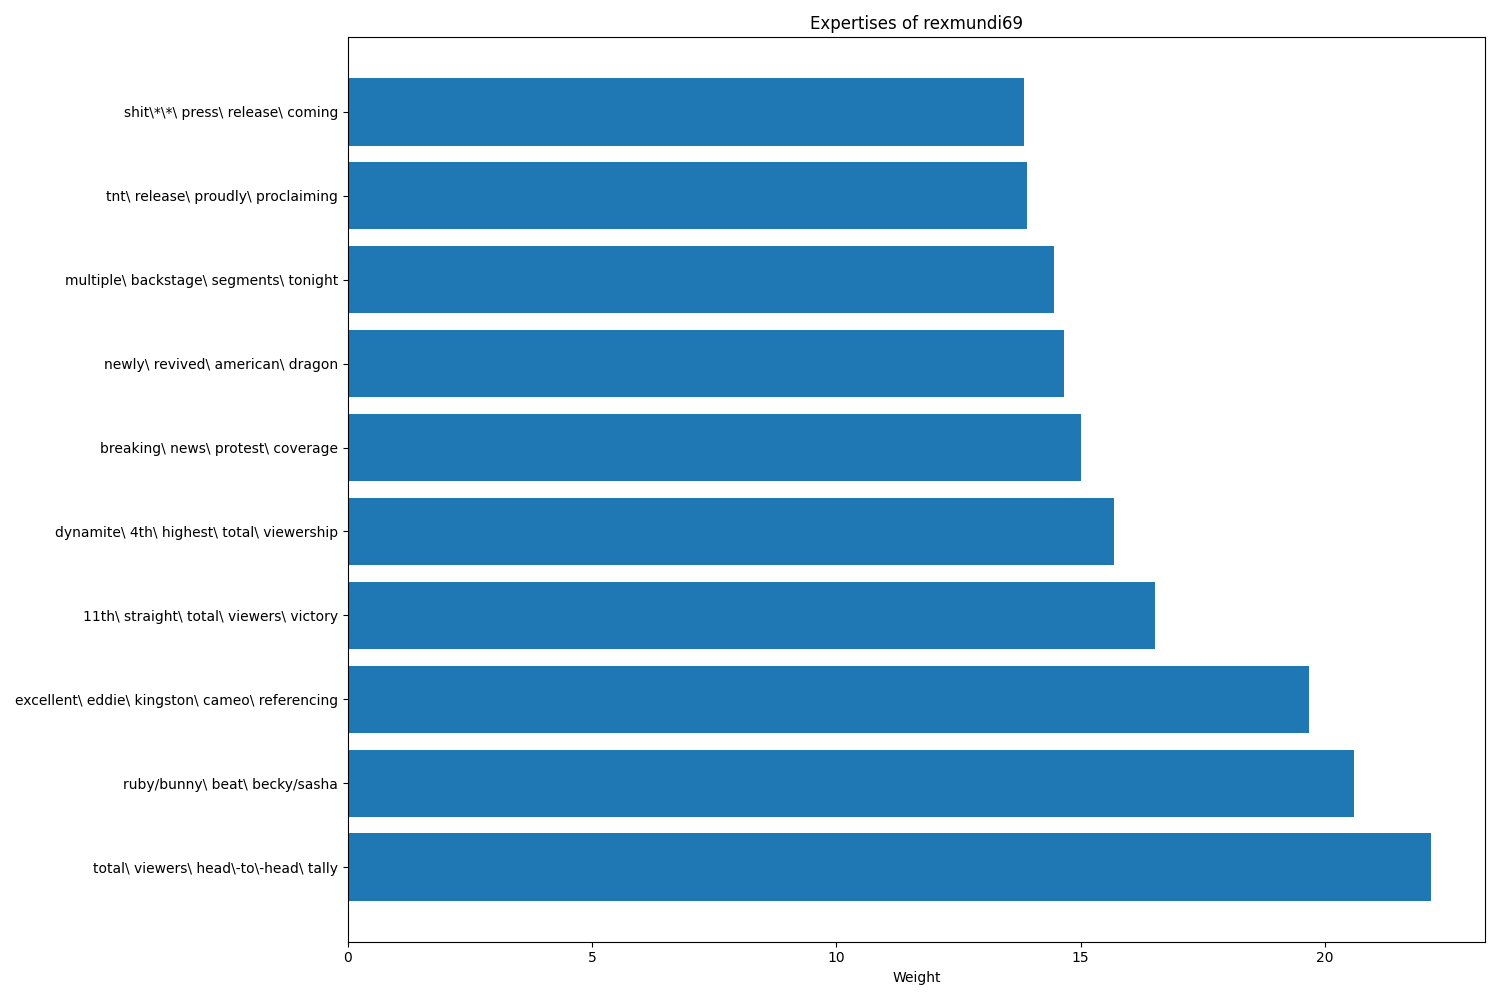 Expertises of rexmundi69
shit\*\*\ press\ release\ coming
tnt\ release\ proudly\ proclaiming
multiple\ backstage\ segments\ tonight
newly\ revived\ american\ dragon
breaking\ news\ protest\ coverage
dynamite\ 4th\ highest\ total\ viewership
11th\ straight\ total\ viewers\ victory
excellent\ eddie\ kingston\ cameo\ referencing
ruby/bunny\ beat\ becky/sasha
total\ viewers\ head\-to\-head\ tally
0 5 10 15 20
Weight